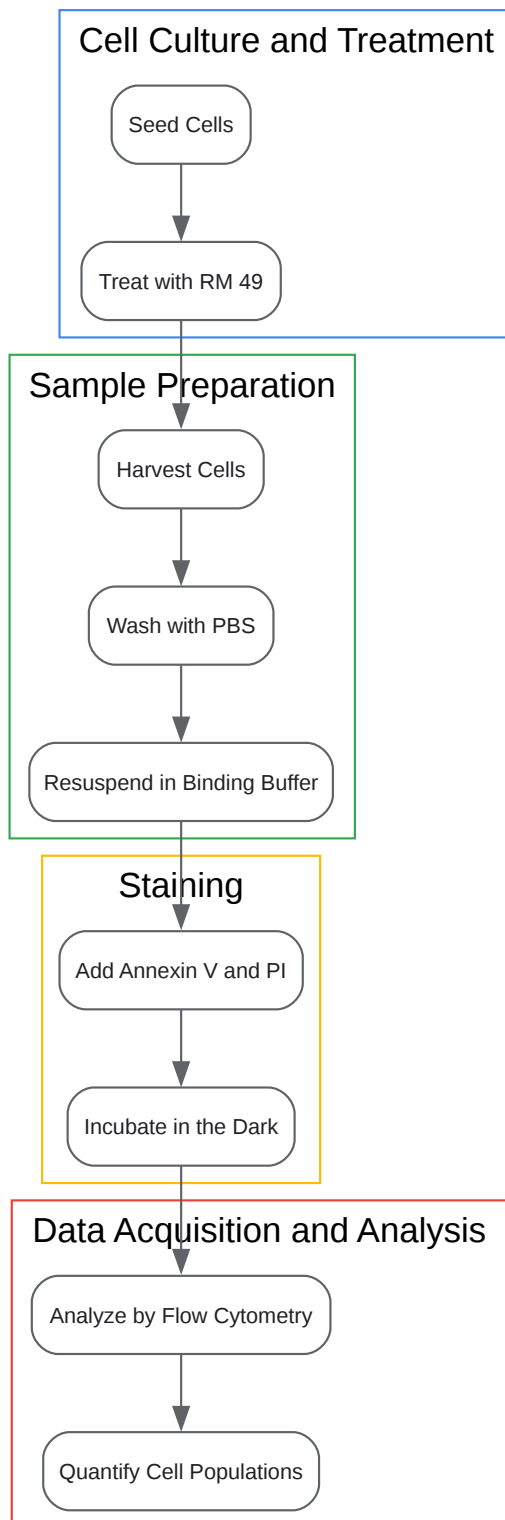 Cell Culture and Treatment
Seed Cells
Treat with RM 49
Sample Preparation
Harvest Cells
Wash with PBS
Resuspend in Binding Buffer
Staining
Add Annexin V and PI
Incubate in the Dark
Data Acquisition and Analysis
Analyze by Flow Cytometry
Quantify Cell Populations